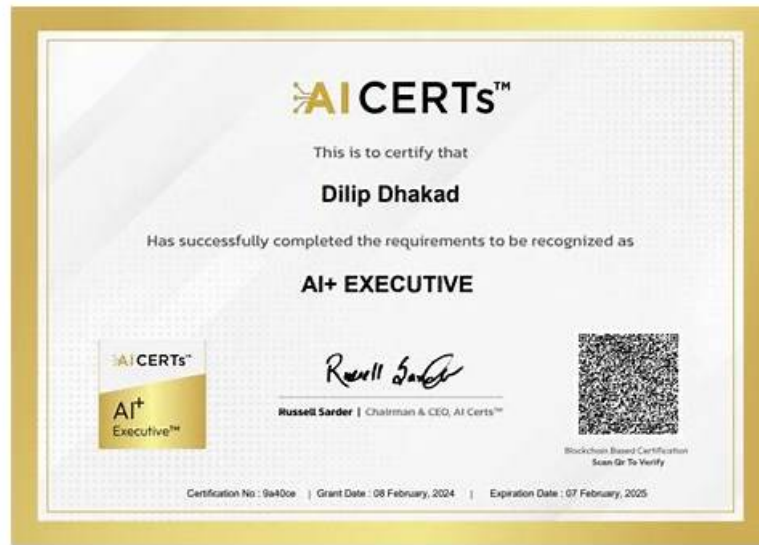 AI CERTs™
This is to certify that
Dilip Dhakad
Has successfully completed the requirements to be recognized as
AI+ EXECUTIVE
AI CERTs™
AI+
Executive™
Russell Sarder | Chairman & CEO, AI Certs™
Blockchain Based Certification
Scan Qr To Verify
Certification No : 9a40ce | Grant Date : 08 February, 2024 | Expiration Date : 07 February, 2025